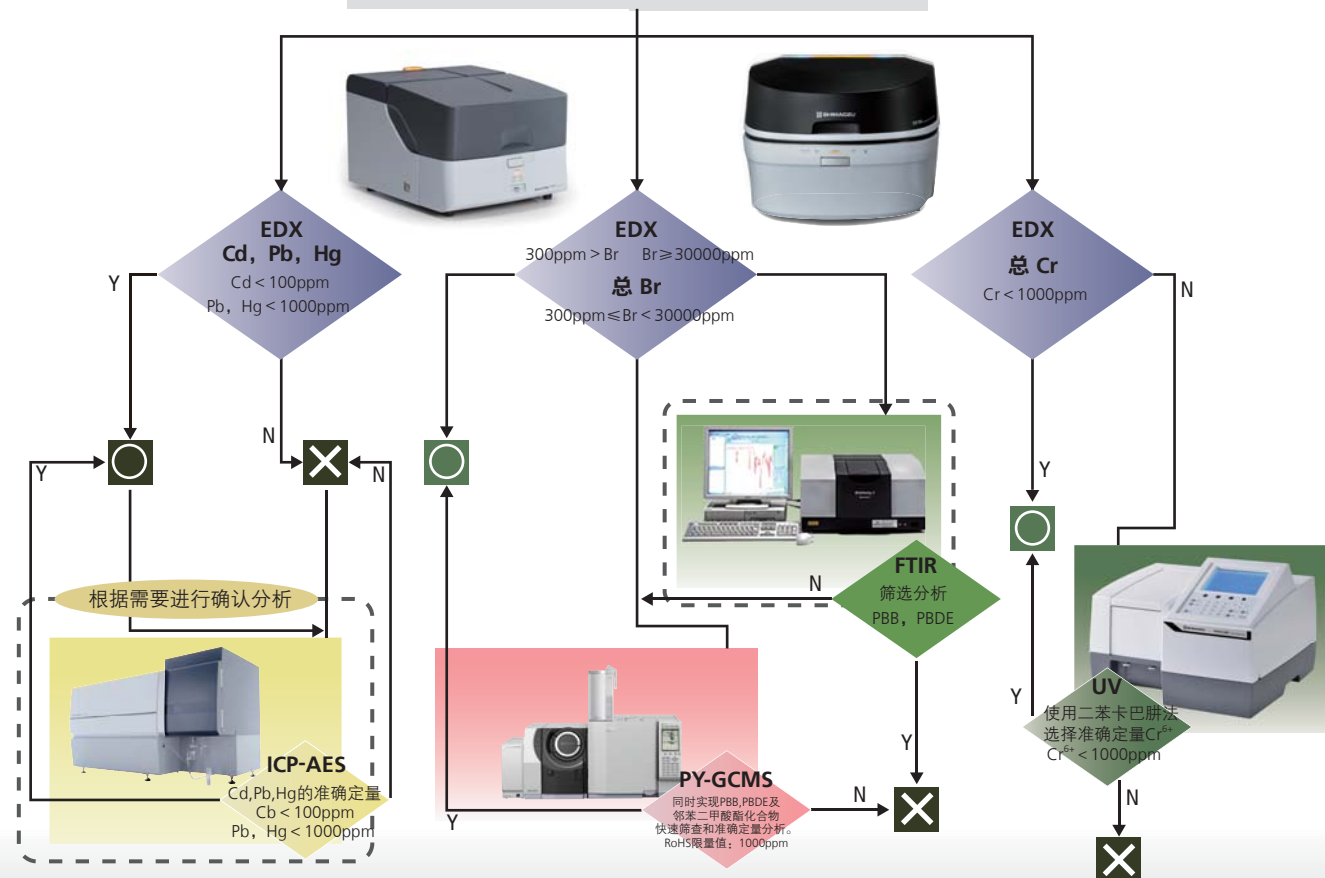 SHIMADZU
EDX
Cd，Pb，Hg
Cd＜100ppm
Pb，Hg＜1000ppm
Y
N
EDX
300ppm＞Br Br≥30000ppm
总 Br
300ppm≤Br＜30000ppm
EDX
总 Cr
Cr＜1000ppm
N
Y
Y
N
FTIR
筛选分析
PBB，PBDE
N
Y
根据需要进行确认分析
ICP-AES
Cd,Pb,Hg的准确定量
Cb＜100ppm
Pb，Hg＜1000ppm
PY-GCMS
同时实现PBB,PBDE及
邻苯二甲酸酯化合物
快速筛查和准确定量分析。
RoHS限量值：1000ppm
Y
N
UV
使用二苯卡巴肼法
选择准确定量Cr⁶⁺
Cr⁶⁺＜1000ppm
Y
N